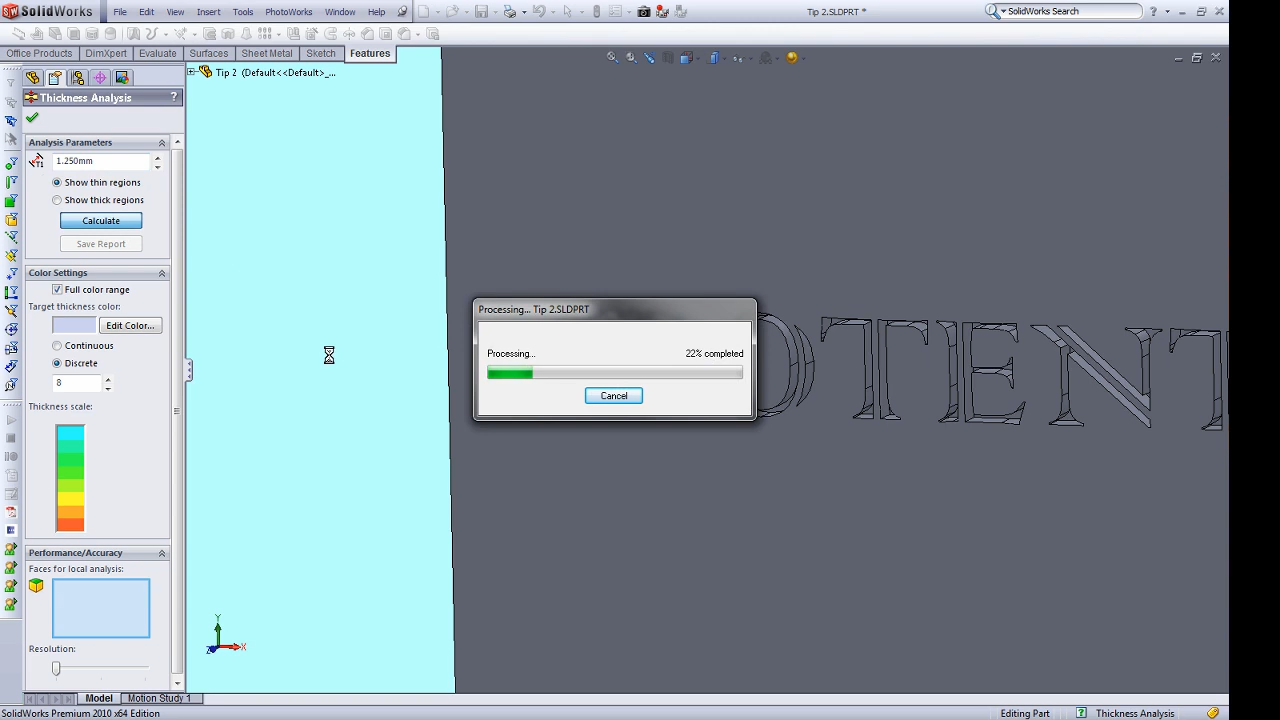 SolidWorks File Edit View Insert Tools PhotoWorks Window Help Tip 2.SLDPRT * SolidWorks Search ?
Office Products DimXpert Evaluate Surfaces Sheet Metal Sketch Features
Tip 2 (Default<<Default>_...
Thickness Analysis ?
Analysis Parameters
1.250mm
Show thin regions
Show thick regions
Calculate
Save Report
Color Settings
Full color range
Target thickness color:
Edit Color...
Continuous
Discrete
8
Thickness scale:
Performance/Accuracy
Faces for local analysis:
Resolution:
Processing... Tip 2.SLDPRT
Processing... 22% completed
Cancel
OTENT
Y
X
Z
Model Motion Study 1
SolidWorks Premium 2010 x64 Edition Editing Part ? Thickness Analysis